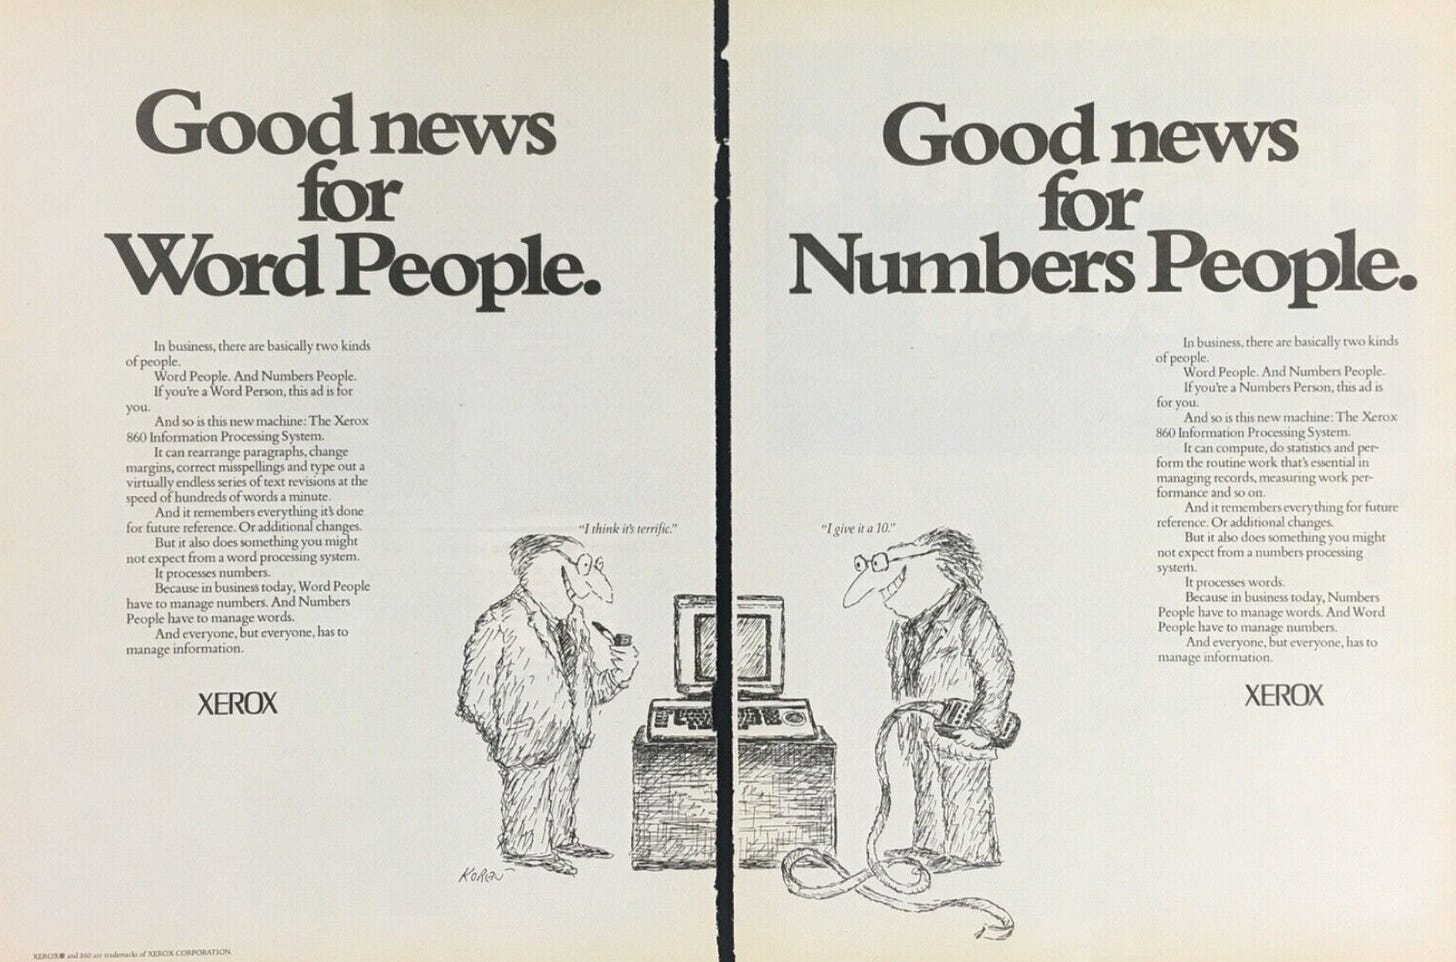 Good news
for
Word People.
In business, there are basically two kinds
of people.
Word People. And Numbers People.
If you're a Word Person, this ad is for
you.
And so is this new machine: The Xerox
860 Information Processing System.
It can rearrange paragraphs, change
margins, correct misspellings and type out a
virtually endless series of text revisions at the
speed of hundreds of words a minute.
And it remembers everything it's done
for future reference. Or additional changes.
But it also does something you might
not expect from a word processing system.
It processes numbers.
Because in business today, Word People
have to manage numbers. And Numbers
People have to manage words.
And everyone, but everyone, has to
manage information.
XEROX
"I think it's terrific."
KOREN
XEROX® and 860 are trademarks of XEROX CORPORATION.
Good news
for
Numbers People.
In business, there are basically two kinds
of people.
Word People. And Numbers People.
If you're a Numbers Person, this ad is
for you.
And so is this new machine: The Xerox
860 Information Processing System.
It can compute, do statistics and per-
form the routine work that's essential in
managing records, measuring work per-
formance and so on.
And it remembers everything for future
reference. Or additional changes.
But it also does something you might
not expect from a numbers processing
system.
It processes words.
Because in business today, Numbers
People have to manage words. And Word
People have to manage numbers.
And everyone, but everyone, has to
manage information.
XEROX
"I give it a 10."